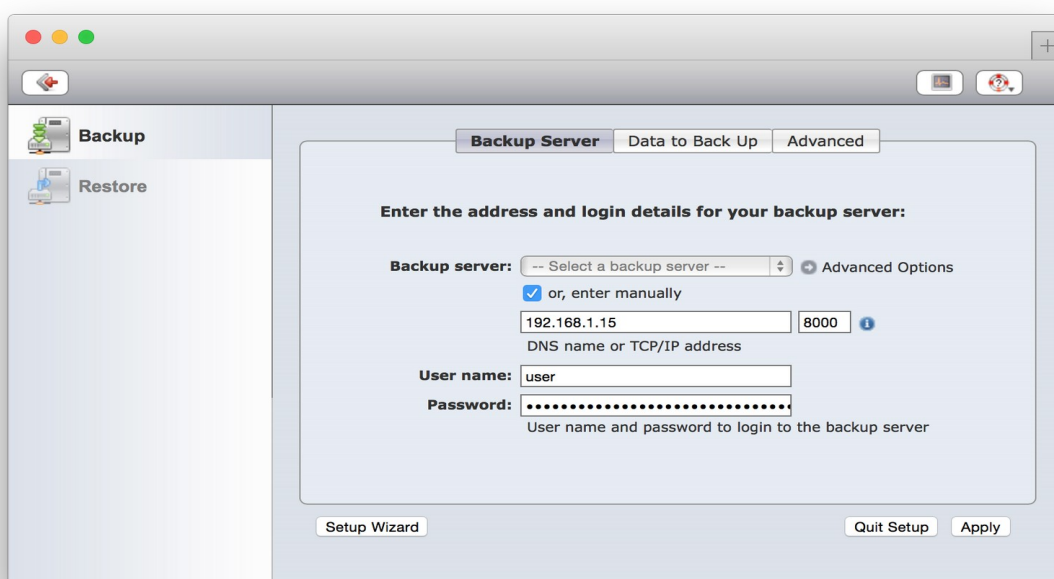 Backup
Restore
Backup Server Data to Back Up Advanced
Enter the address and login details for your backup server:
Backup server: -- Select a backup server -- Advanced Options
or, enter manually
192.168.1.15 8000
DNS name or TCP/IP address
User name: user
Password: ••••••••••••••••••••••••••••••
User name and password to login to the backup server
Setup Wizard Quit Setup Apply